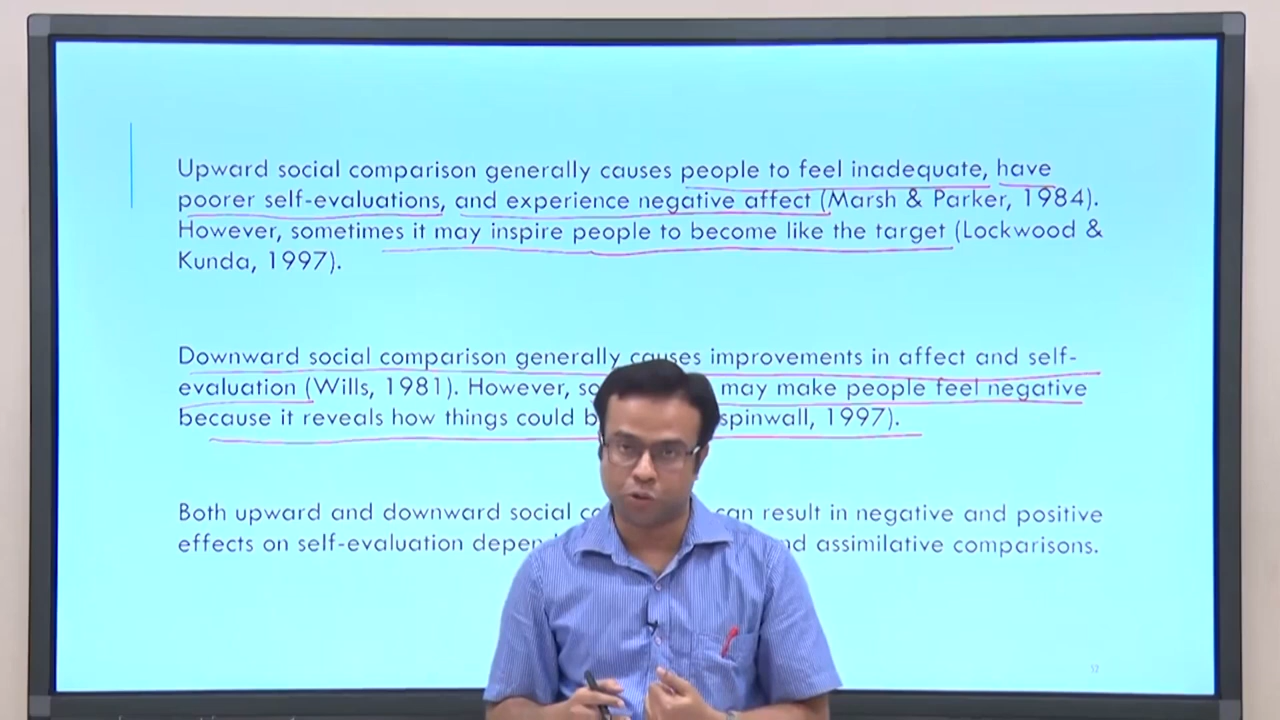 Upward social comparison generally causes people to feel inadequate, have
poorer self-evaluations, and experience negative affect (Marsh & Parker, 1984).
However, sometimes it may inspire people to become like the target (Lockwood &
Kunda, 1997).
Downward social comparison generally causes improvements in affect and self-
evaluation (Wills, 1981). However, so may make people feel negative
because it reveals how things could b spinwall, 1997).
Both upward and downward social co can result in negative and positive
effects on self-evaluation depen nd assimilative comparisons.